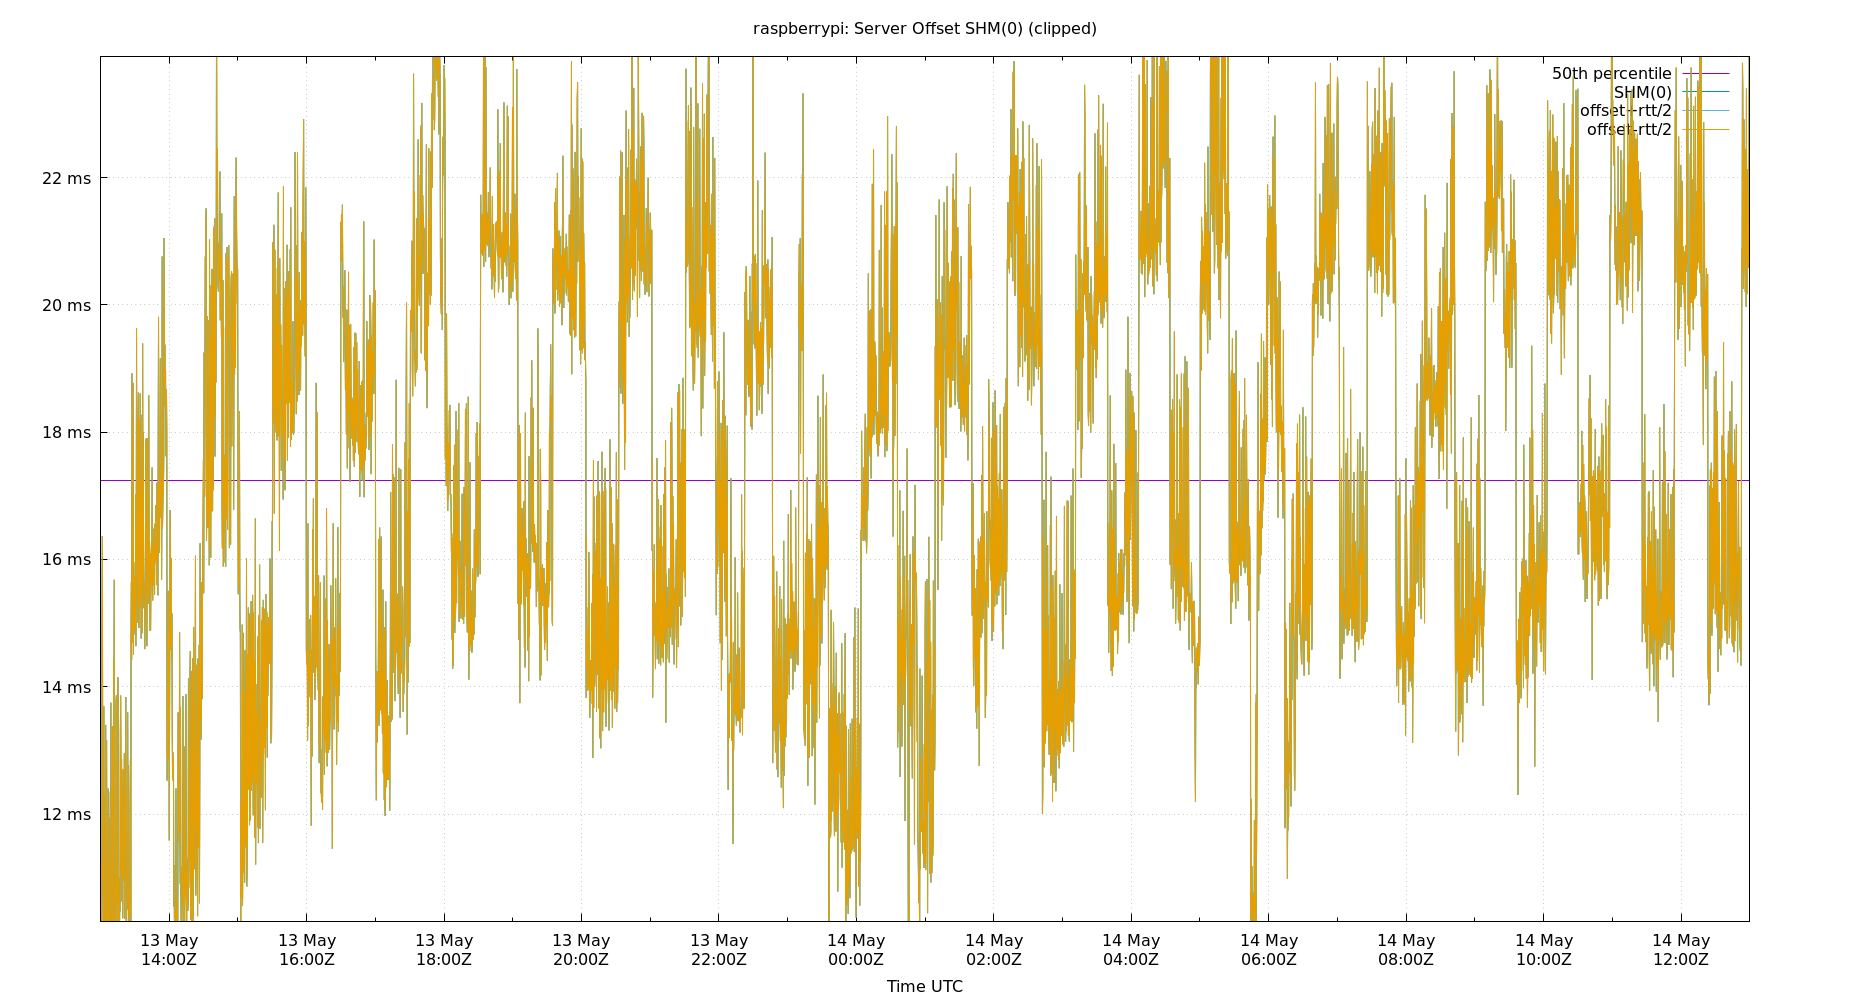 raspberrypi: Server Offset SHM(0) (clipped)
50th percentile
SHM(0)
offset+rtt/2
offset-rtt/2
22 ms
20 ms
18 ms
16 ms
14 ms
12 ms
13 May 13 May 13 May 13 May 13 May 14 May 14 May 14 May 14 May 14 May 14 May 14 May
14:00Z 16:00Z 18:00Z 20:00Z 22:00Z 00:00Z 02:00Z 04:00Z 06:00Z 08:00Z 10:00Z 12:00Z
Time UTC